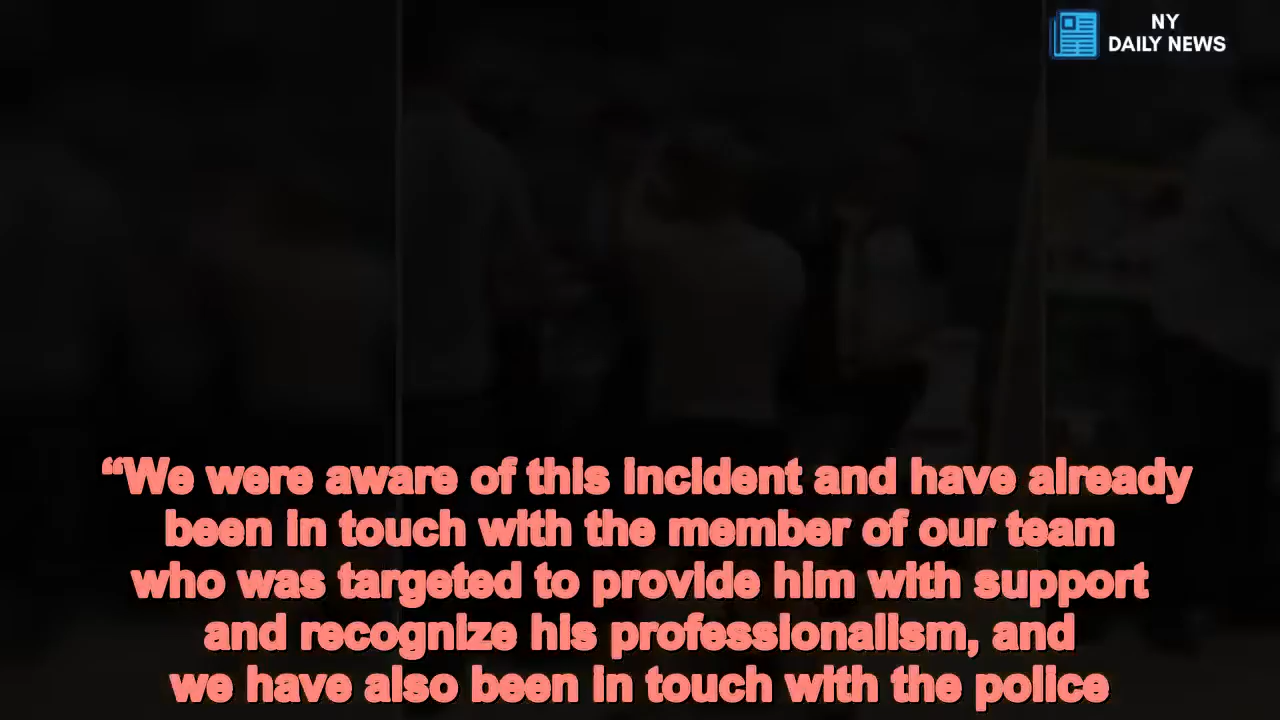 NY
DAILY NEWS
“We were aware of this incident and have already
been in touch with the member of our team
who was targeted to provide him with support
and recognize his professionalism, and
we have also been in touch with the police